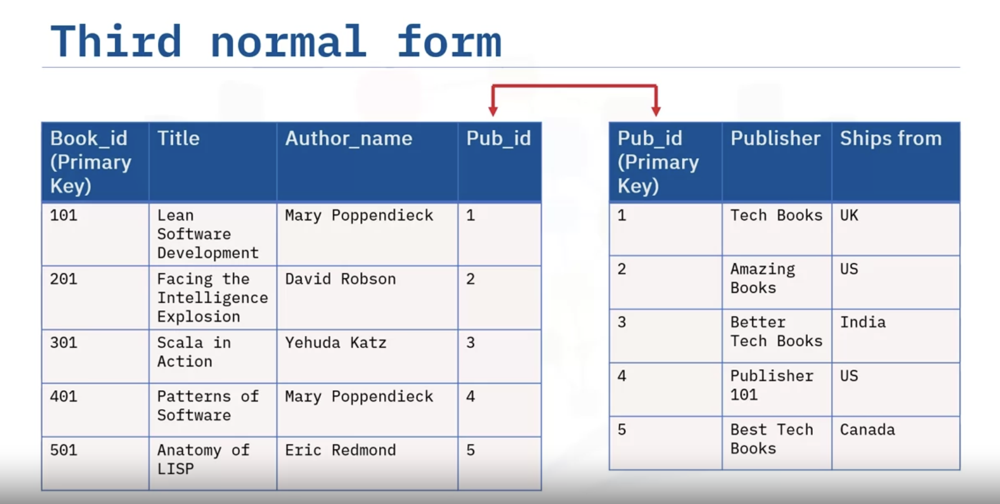 Third normal form
Book_id
(Primary
Key)
Title
Author_name
Pub_id
101
Lean
Software
Development
Mary Poppendieck
1
201
Facing the
Intelligence
Explosion
David Robson
2
301
Scala in
Action
Yehuda Katz
3
401
Patterns of
Software
Mary Poppendieck
4
501
Anatomy of
LISP
Eric Redmond
5
Pub_id
(Primary
Key)
Publisher
Ships from
1
Tech Books
UK
2
Amazing
Books
US
3
Better
Tech Books
India
4
Publisher
101
US
5
Best Tech
Books
Canada